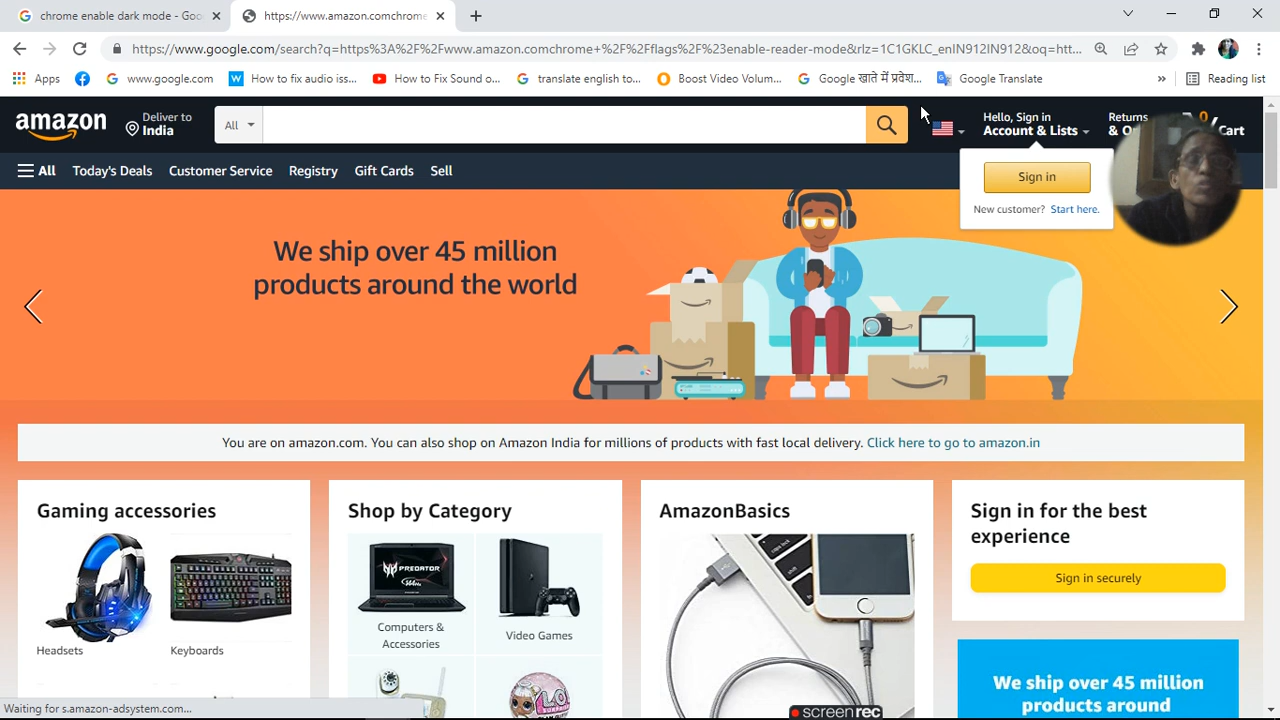 chrome enable dark mode - Goo
https://www.amazon.comchrome
https://www.google.com/search?q=https%3A%2F%2Fwww.amazon.comchrome+%2F%2Fflags%2F%23enable-reader-mode&rlz=1C1GKLC_enIN912IN912&oq=htt...
Apps
www.google.com
How to fix audio iss...
How to Fix Sound o...
translate english to...
Boost Video Volum...
Google खाते में प्रवेश...
Google Translate
»
Reading list
amazon
Deliver to
India
All
Hello, Sign in
Account & Lists
Returns
& O
0
Cart
All
Today's Deals
Customer Service
Registry
Gift Cards
Sell
Sign in
New customer? Start here.
We ship over 45 million
products around the world
You are on amazon.com. You can also shop on Amazon India for millions of products with fast local delivery. Click here to go to amazon.in
Gaming accessories
Shop by Category
AmazonBasics
Sign in for the best
experience
Sign in securely
PREDATOR
Headsets
Keyboards
Computers &
Accessories
Video Games
We ship over 45 million
products around
Waiting for s.amazon-adsystem.com...
screenrec